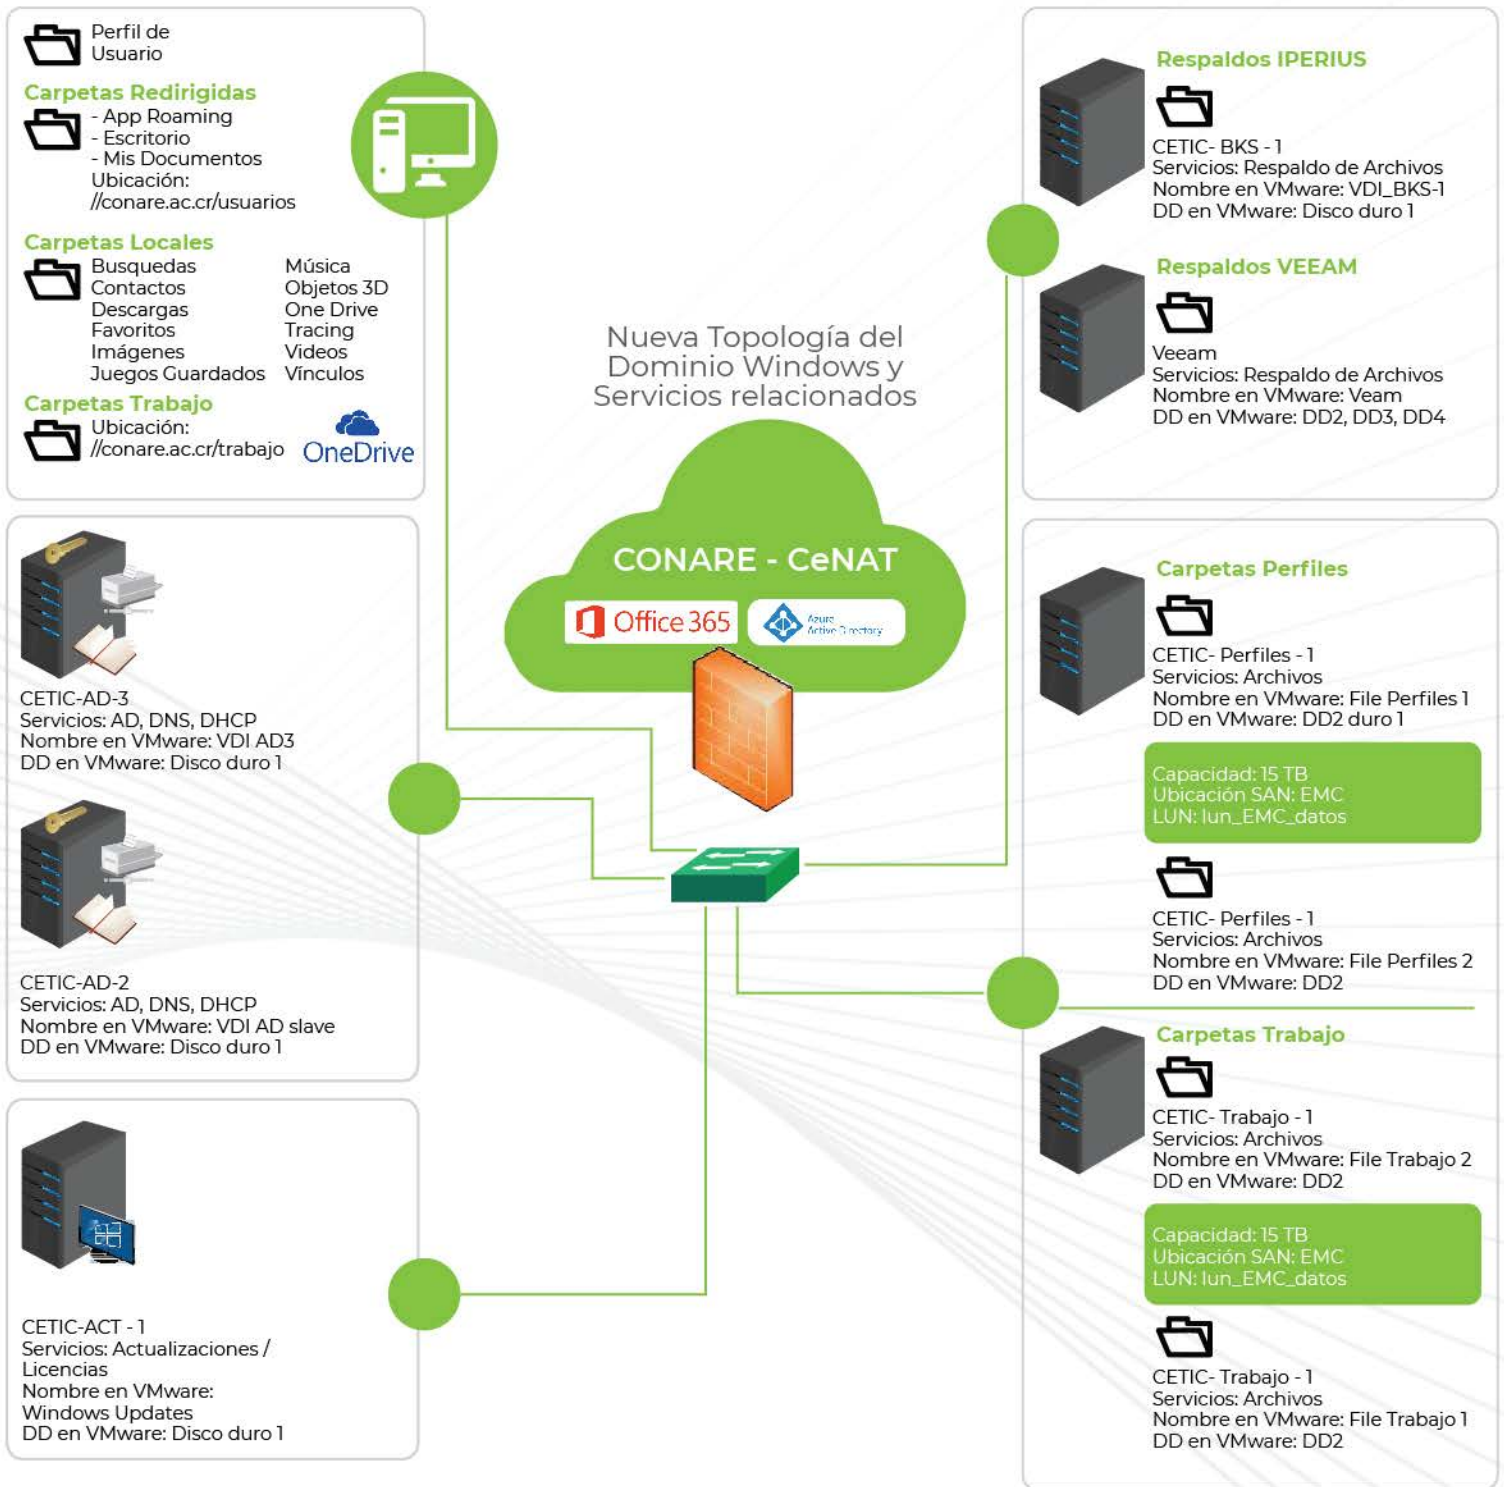 Perfil de
Usuario
Carpetas Redirigidas
- App Roaming
- Escritorio
- Mis Documentos
Ubicación:
//conare.ac.cr/usuarios
Carpetas Locales
Busquedas
Contactos
Descargas
Favoritos
Imágenes
Juegos Guardados
Música
Objetos 3D
One Drive
Tracing
Videos
Vínculos
Carpetas Trabajo
Ubicación:
//conare.ac.cr/trabajo
OneDrive
CETIC-AD-3
Servicios: AD, DNS, DHCP
Nombre en VMware: VDI AD3
DD en VMware: Disco duro 1
CETIC-AD-2
Servicios: AD, DNS, DHCP
Nombre en VMware: VDI AD slave
DD en VMware: Disco duro 1
CETIC-ACT - 1
Servicios: Actualizaciones /
Licencias
Nombre en VMware:
Windows Updates
DD en VMware: Disco duro 1
Nueva Topología del
Dominio Windows y
Servicios relacionados
CONARE - CeNAT
Office 365
Azure
Active Directory
Respaldos IPERIUS
CETIC- BKS - 1
Servicios: Respaldo de Archivos
Nombre en VMware: VDI_BKS-1
DD en VMware: Disco duro 1
Respaldos VEEAM
Veeam
Servicios: Respaldo de Archivos
Nombre en VMware: Veam
DD en VMware: DD2, DD3, DD4
Carpetas Perfiles
CETIC- Perfiles - 1
Servicios: Archivos
Nombre en VMware: File Perfiles 1
DD en VMware: DD2 duro 1
Capacidad: 15 TB
Ubicación SAN: EMC
LUN: lun_EMC_datos
CETIC- Perfiles - 1
Servicios: Archivos
Nombre en VMware: File Perfiles 2
DD en VMware: DD2
Carpetas Trabajo
CETIC- Trabajo - 1
Servicios: Archivos
Nombre en VMware: File Trabajo 2
DD en VMware: DD2
Capacidad: 15 TB
Ubicación SAN: EMC
LUN: lun_EMC_datos
CETIC- Trabajo - 1
Servicios: Archivos
Nombre en VMware: File Trabajo 1
DD en VMware: DD2